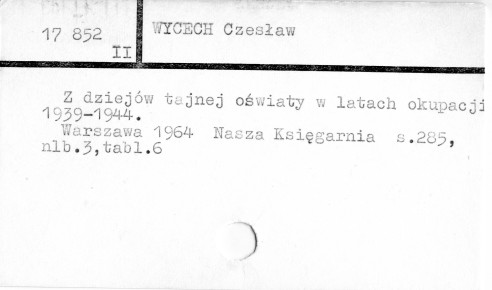 17 852
II
WYCECH Czesław
Z dziejów tajnej oświaty w latach okupacji
1939-1944.
Warszawa 1964 Nasza Księgarnia s.285,
nlb.3,tabl.6